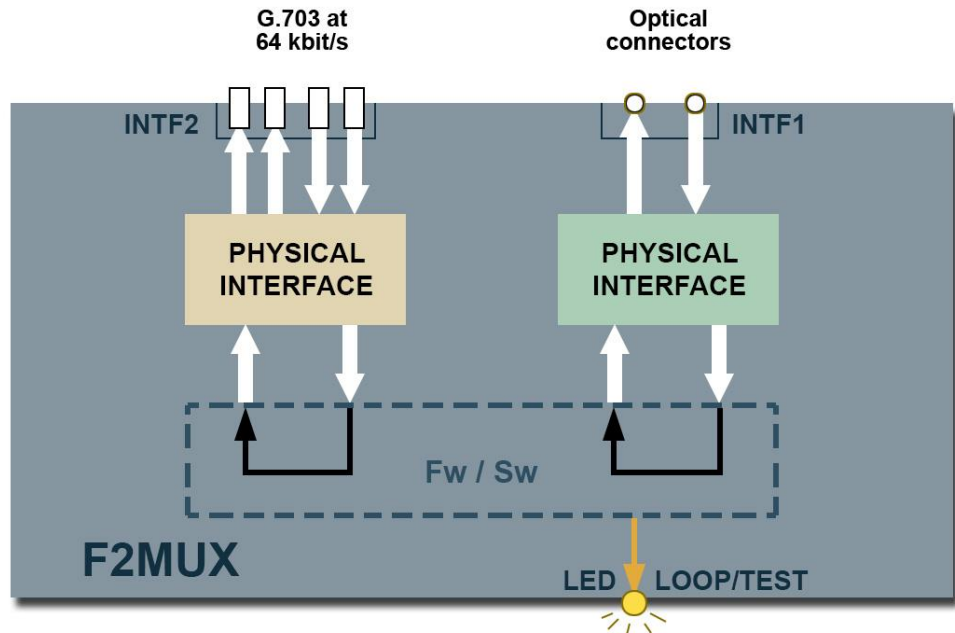 G.703 at
64 kbit/s
Optical
connectors
INTF2
INTF1
PHYSICAL
INTERFACE
PHYSICAL
INTERFACE
Fw / Sw
F2MUX
LED LOOP/TEST